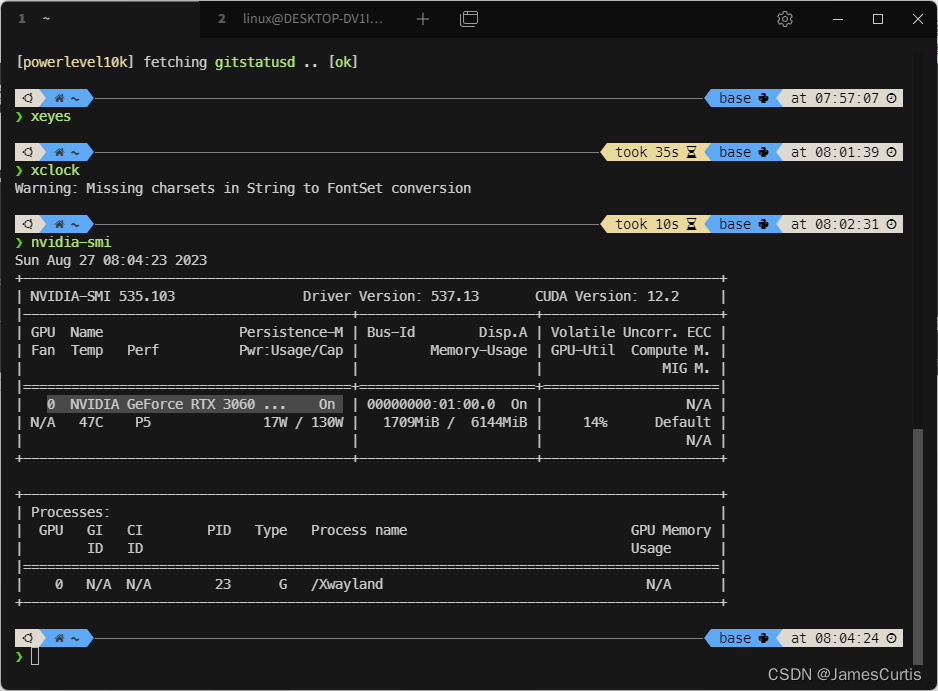 1 ~ 2 linux@DESKTOP-DV1I...
[powerlevel10k] fetching gitstatusd .. [ok]
~ base at 07:57:07
❯ xeyes
~ took 35s base at 08:01:39
❯ xclock
Warning: Missing charsets in String to FontSet conversion
~ took 10s base at 08:02:31
❯ nvidia-smi
Sun Aug 27 08:04:23 2023
| NVIDIA-SMI 535.103 Driver Version: 537.13 CUDA Version: 12.2 |
| GPU Name Persistence-M | Bus-Id Disp.A | Volatile Uncorr. ECC |
| Fan Temp Perf Pwr:Usage/Cap | Memory-Usage | GPU-Util Compute M. |
| | | MIG M. |
| 0 NVIDIA GeForce RTX 3060 ... On | 00000000:01:00.0 On | N/A |
| N/A 47C P5 17W / 130W | 1709MiB / 6144MiB | 14% Default |
| | | N/A |
| Processes: |
| GPU GI CI PID Type Process name GPU Memory |
| ID ID Usage |
| 0 N/A N/A 23 G /Xwayland N/A |
~ base at 08:04:24
❯
CSDN @JamesCurtis